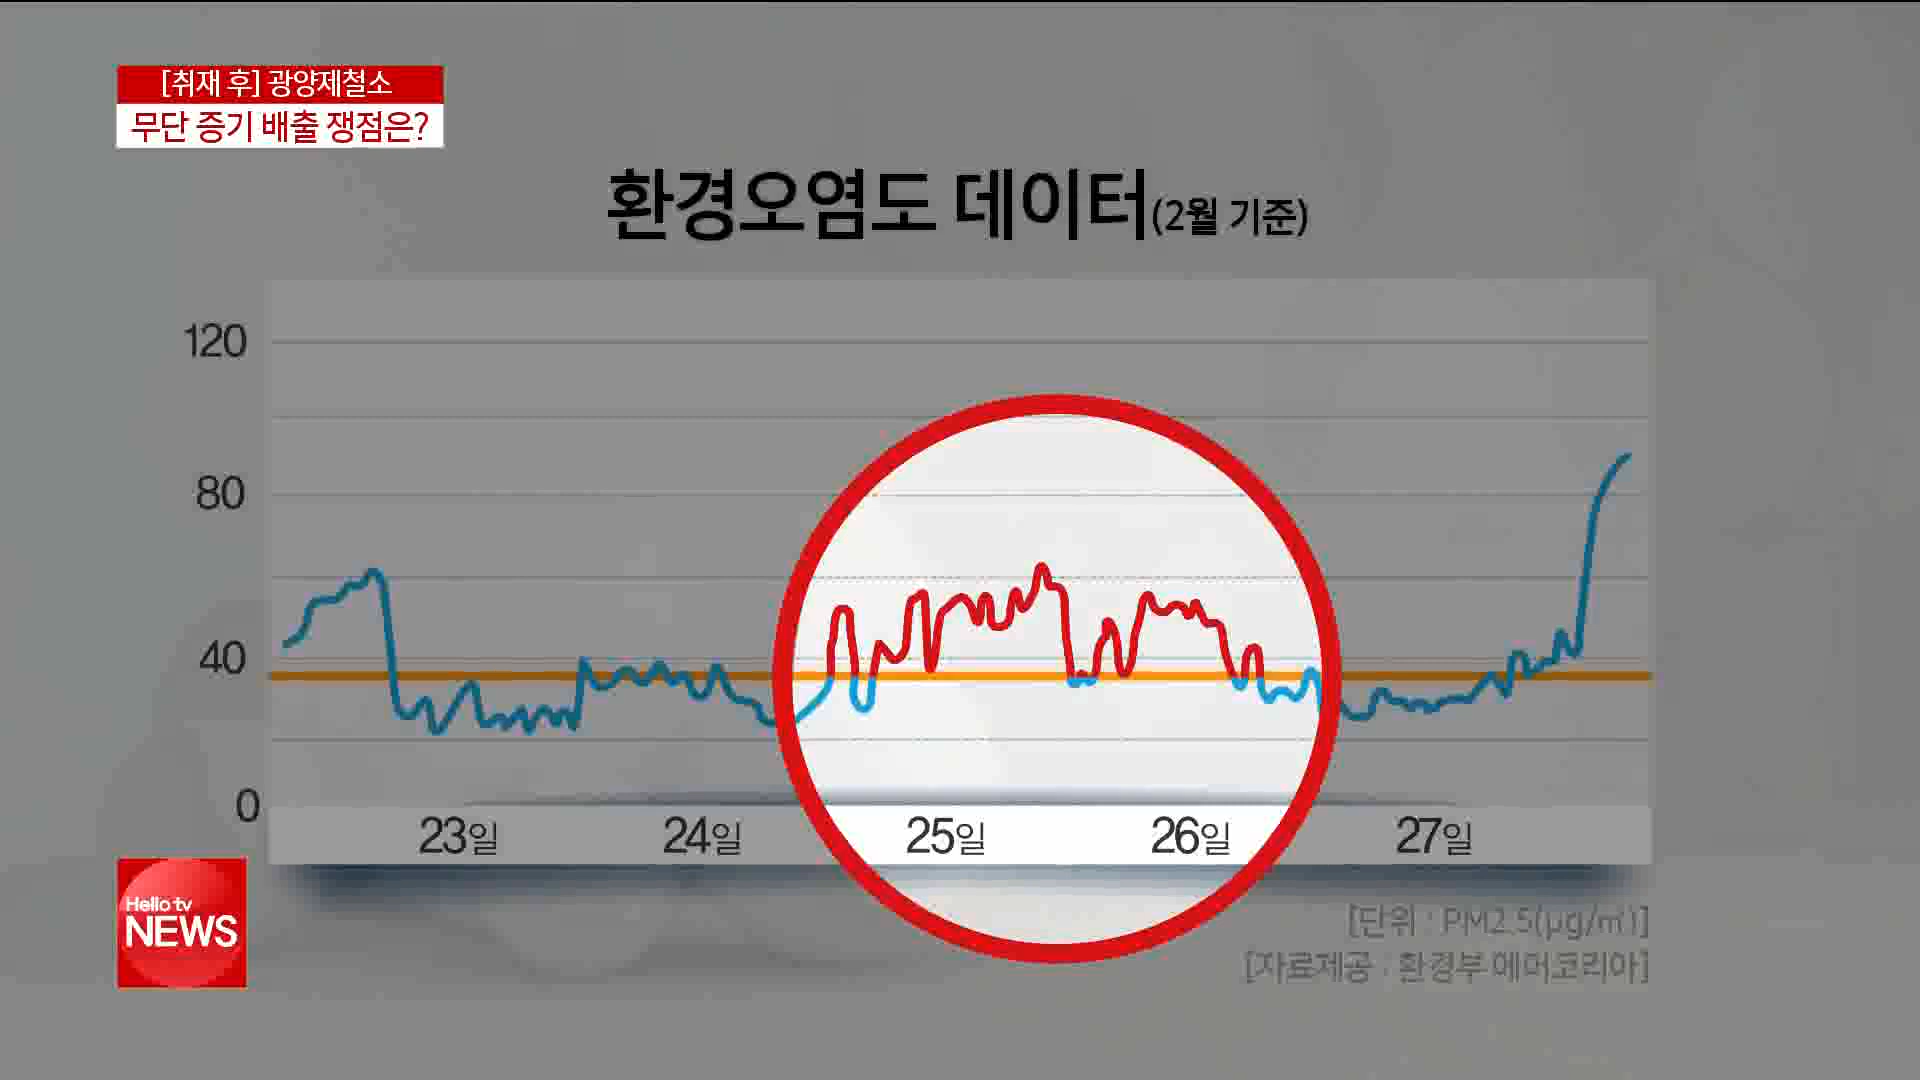 [취재 후] 광양제철소
무단 증기 배출 쟁점은?
환경오염도 데이터(2월 기준)
120
80
40
0
23일 24일 25일 26일 27일
Hello tv
NEWS
[단위 : PM2.5(μg/㎥)]
[자료제공 : 환경부 에어코리아]